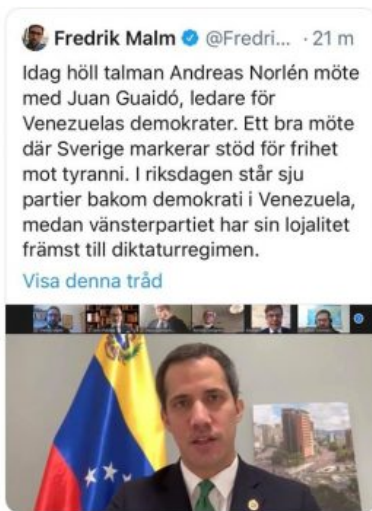 Fredrik Malm @Fredri... · 21 m
Idag höll talman Andreas Norlén möte
med Juan Guaidó, ledare för
Venezuelas demokrater. Ett bra möte
där Sverige markerar stöd för frihet
mot tyranni. I riksdagen står sju
partier bakom demokrati i Venezuela,
medan vänsterpartiet har sin lojalitet
främst till diktaturregimen.
Visa denna tråd